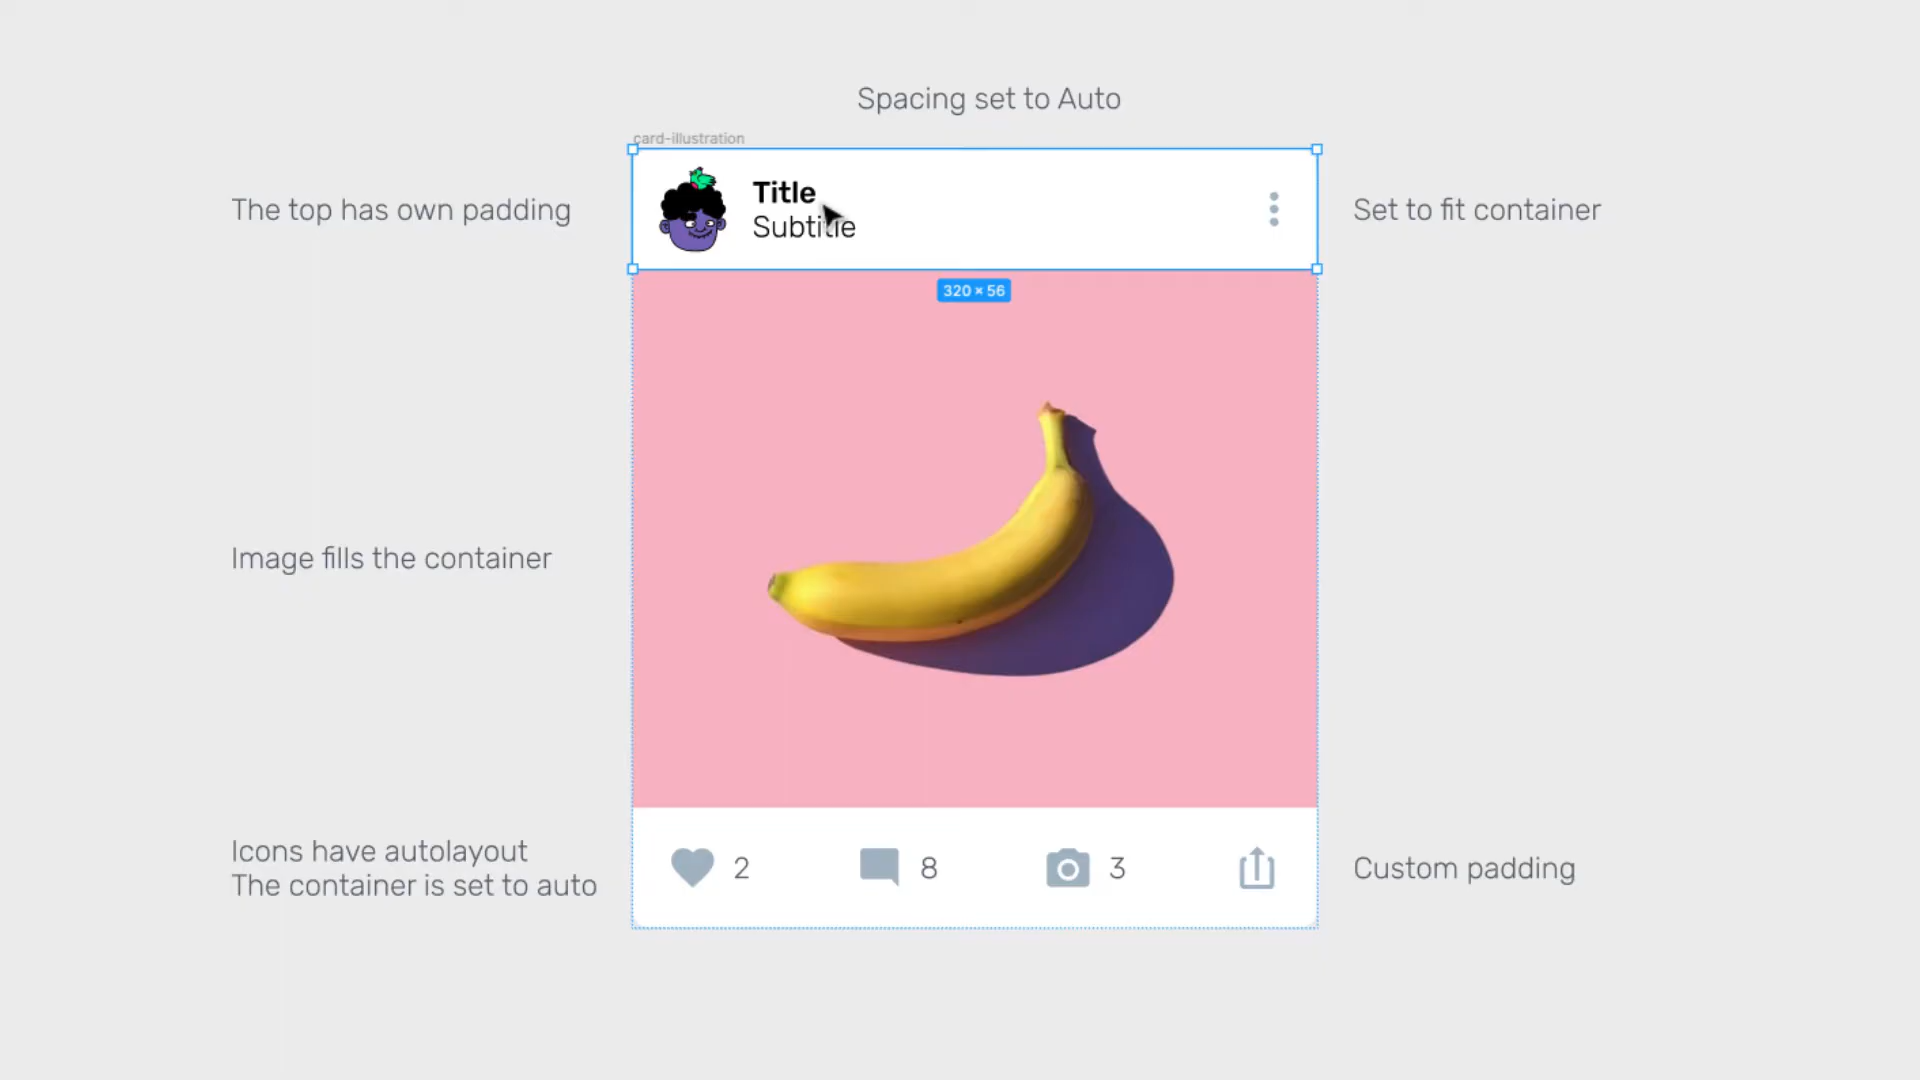 Spacing set to Auto
card-illustration
The top has own padding
Title
Subtitle
Set to fit container
320 × 56
Image fills the container
Icons have autolayout
The container is set to auto
2
8
3
Custom padding